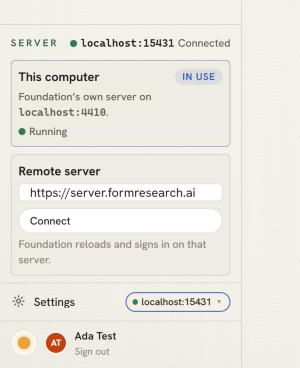 SERVER localhost:15431 Connected
This computer IN USE
Foundation's own server on
localhost:4410.
Running
Remote server
https://server.formresearch.ai
Connect
Foundation reloads and signs in on that
server.
Settings localhost:15431
AT Ada Test
Sign out